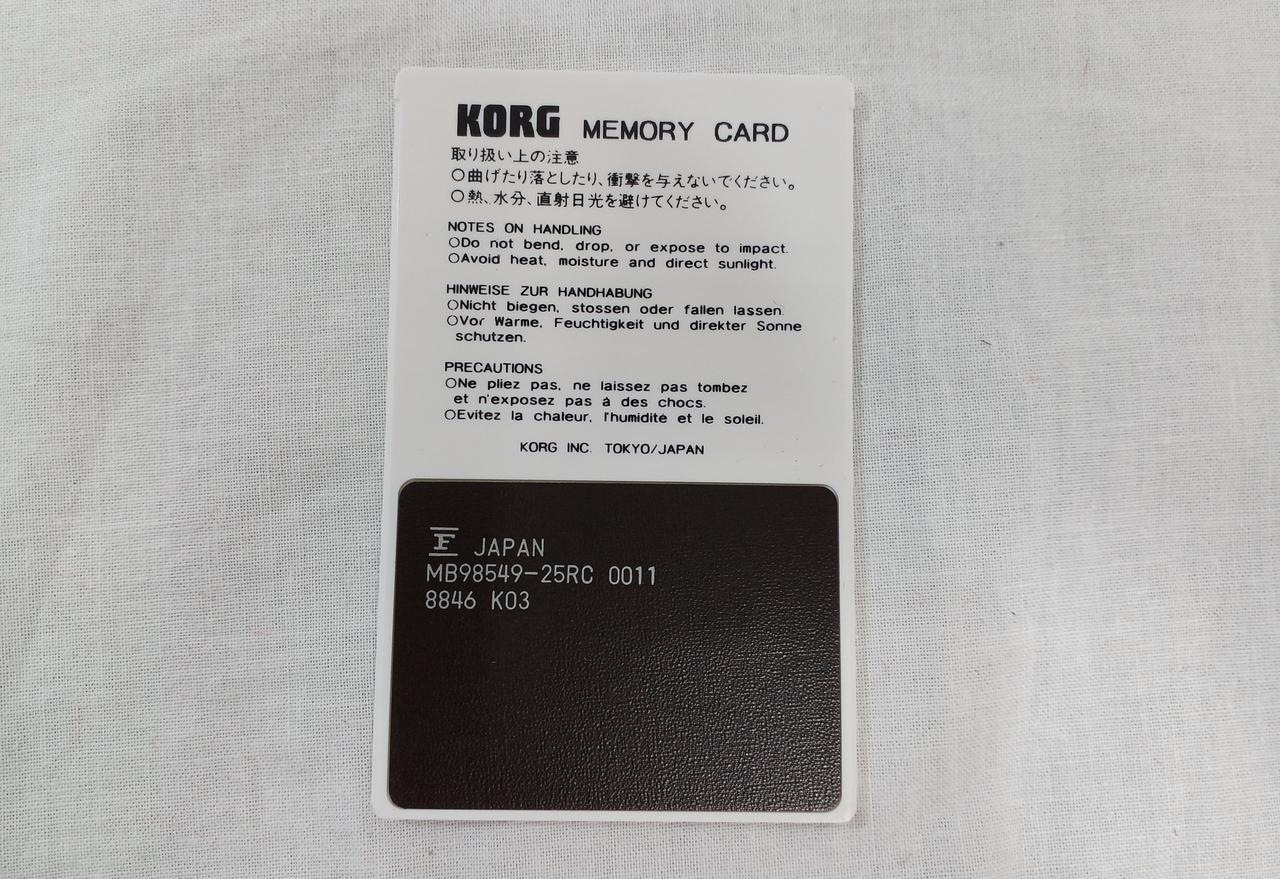 KORG MEMORY CARD
取り扱い上の注意
○曲げたり落としたり、衝撃を与えないでください。
○熱、水分、直射日光を避けてください。
NOTES ON HANDLING
○Do not bend, drop, or expose to impact.
○Avoid heat, moisture and direct sunlight.
HINWEISE ZUR HANDHABUNG
○Nicht biegen, stossen oder fallen lassen.
○Vor Warme, Feuchtigkeit und direkter Sonne
schutzen.
PRECAUTIONS
○Ne pliez pas, ne laissez pas tombez
et n'exposez pas á des chocs.
○Evitez la chaleur, l'humidité et le soleil.
KORG INC. TOKYO/JAPAN
F JAPAN
MB98549-25RC 0011
8846 K03